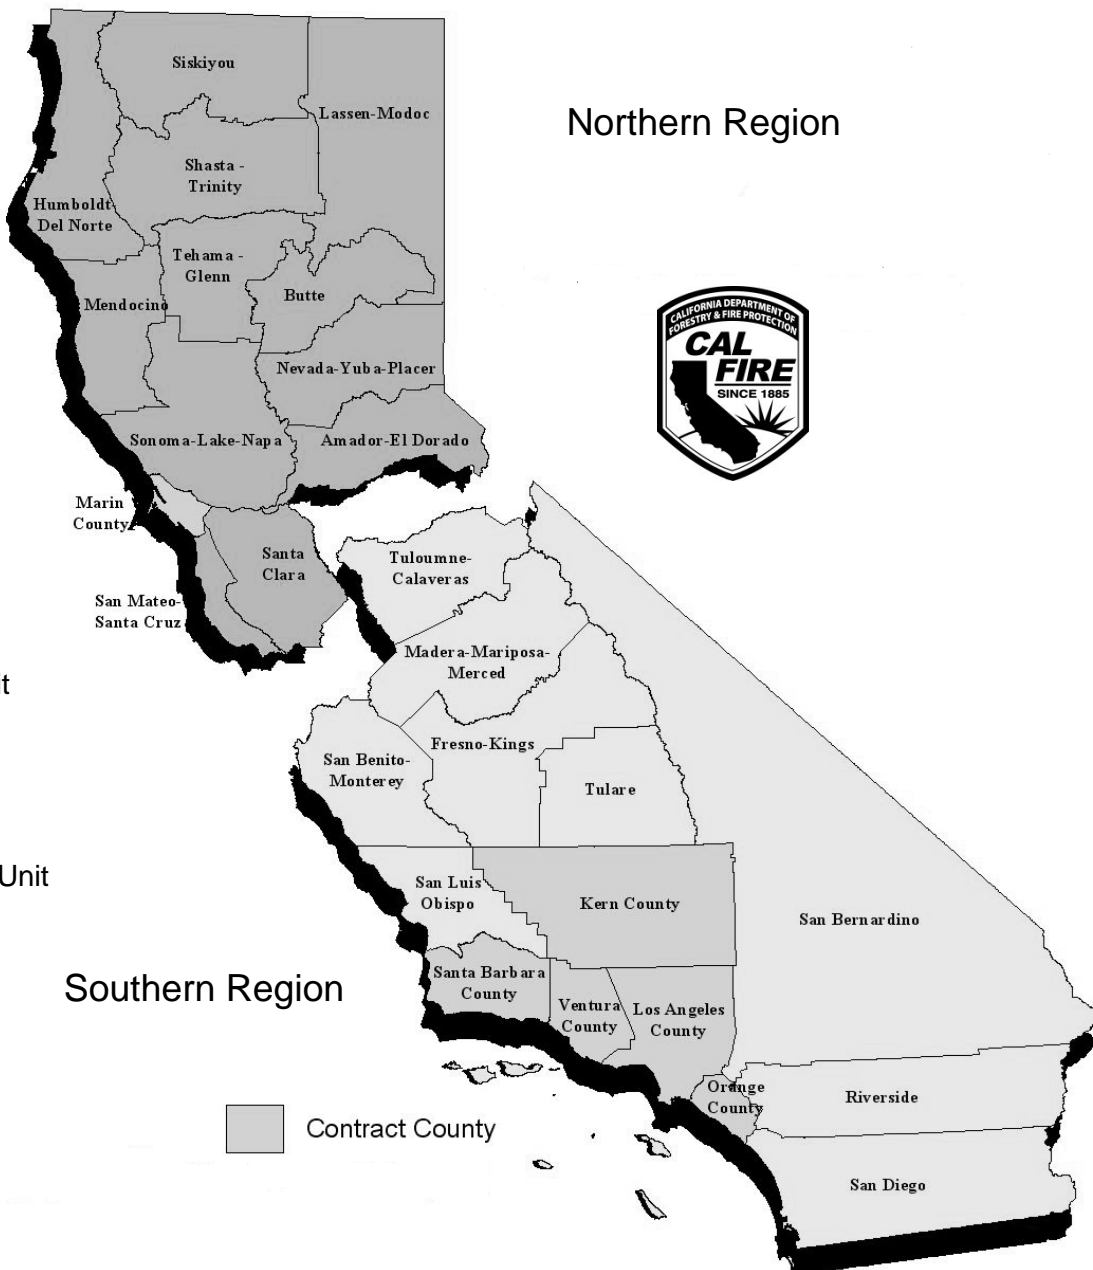 Siskiyou
Lassen-Modoc
Northern Region
Shasta -
Trinity
Humboldt-
Del Norte
Tehama -
Glenn
Butte
Mendocino
CALIFORNIA DEPARTMENT OF
FORESTRY & FIRE PROTECTION
CAL
FIRE
SINCE 1885
Nevada-Yuba-Placer
Sonoma-Lake-Napa
Amador-El Dorado
Marin
County
Santa
Clara
Tuloumne-
Calaveras
San Mateo-
Santa Cruz
Madera-Mariposa-
Merced
it
Fresno-Kings
San Benito-
Monterey
Tulare
Unit
San Luis
Obispo
Kern County
San Bernardino
Southern Region
Santa Barbara
County
Ventura
County
Los Angeles
County
Orange
County
Riverside
Contract County
San Diego